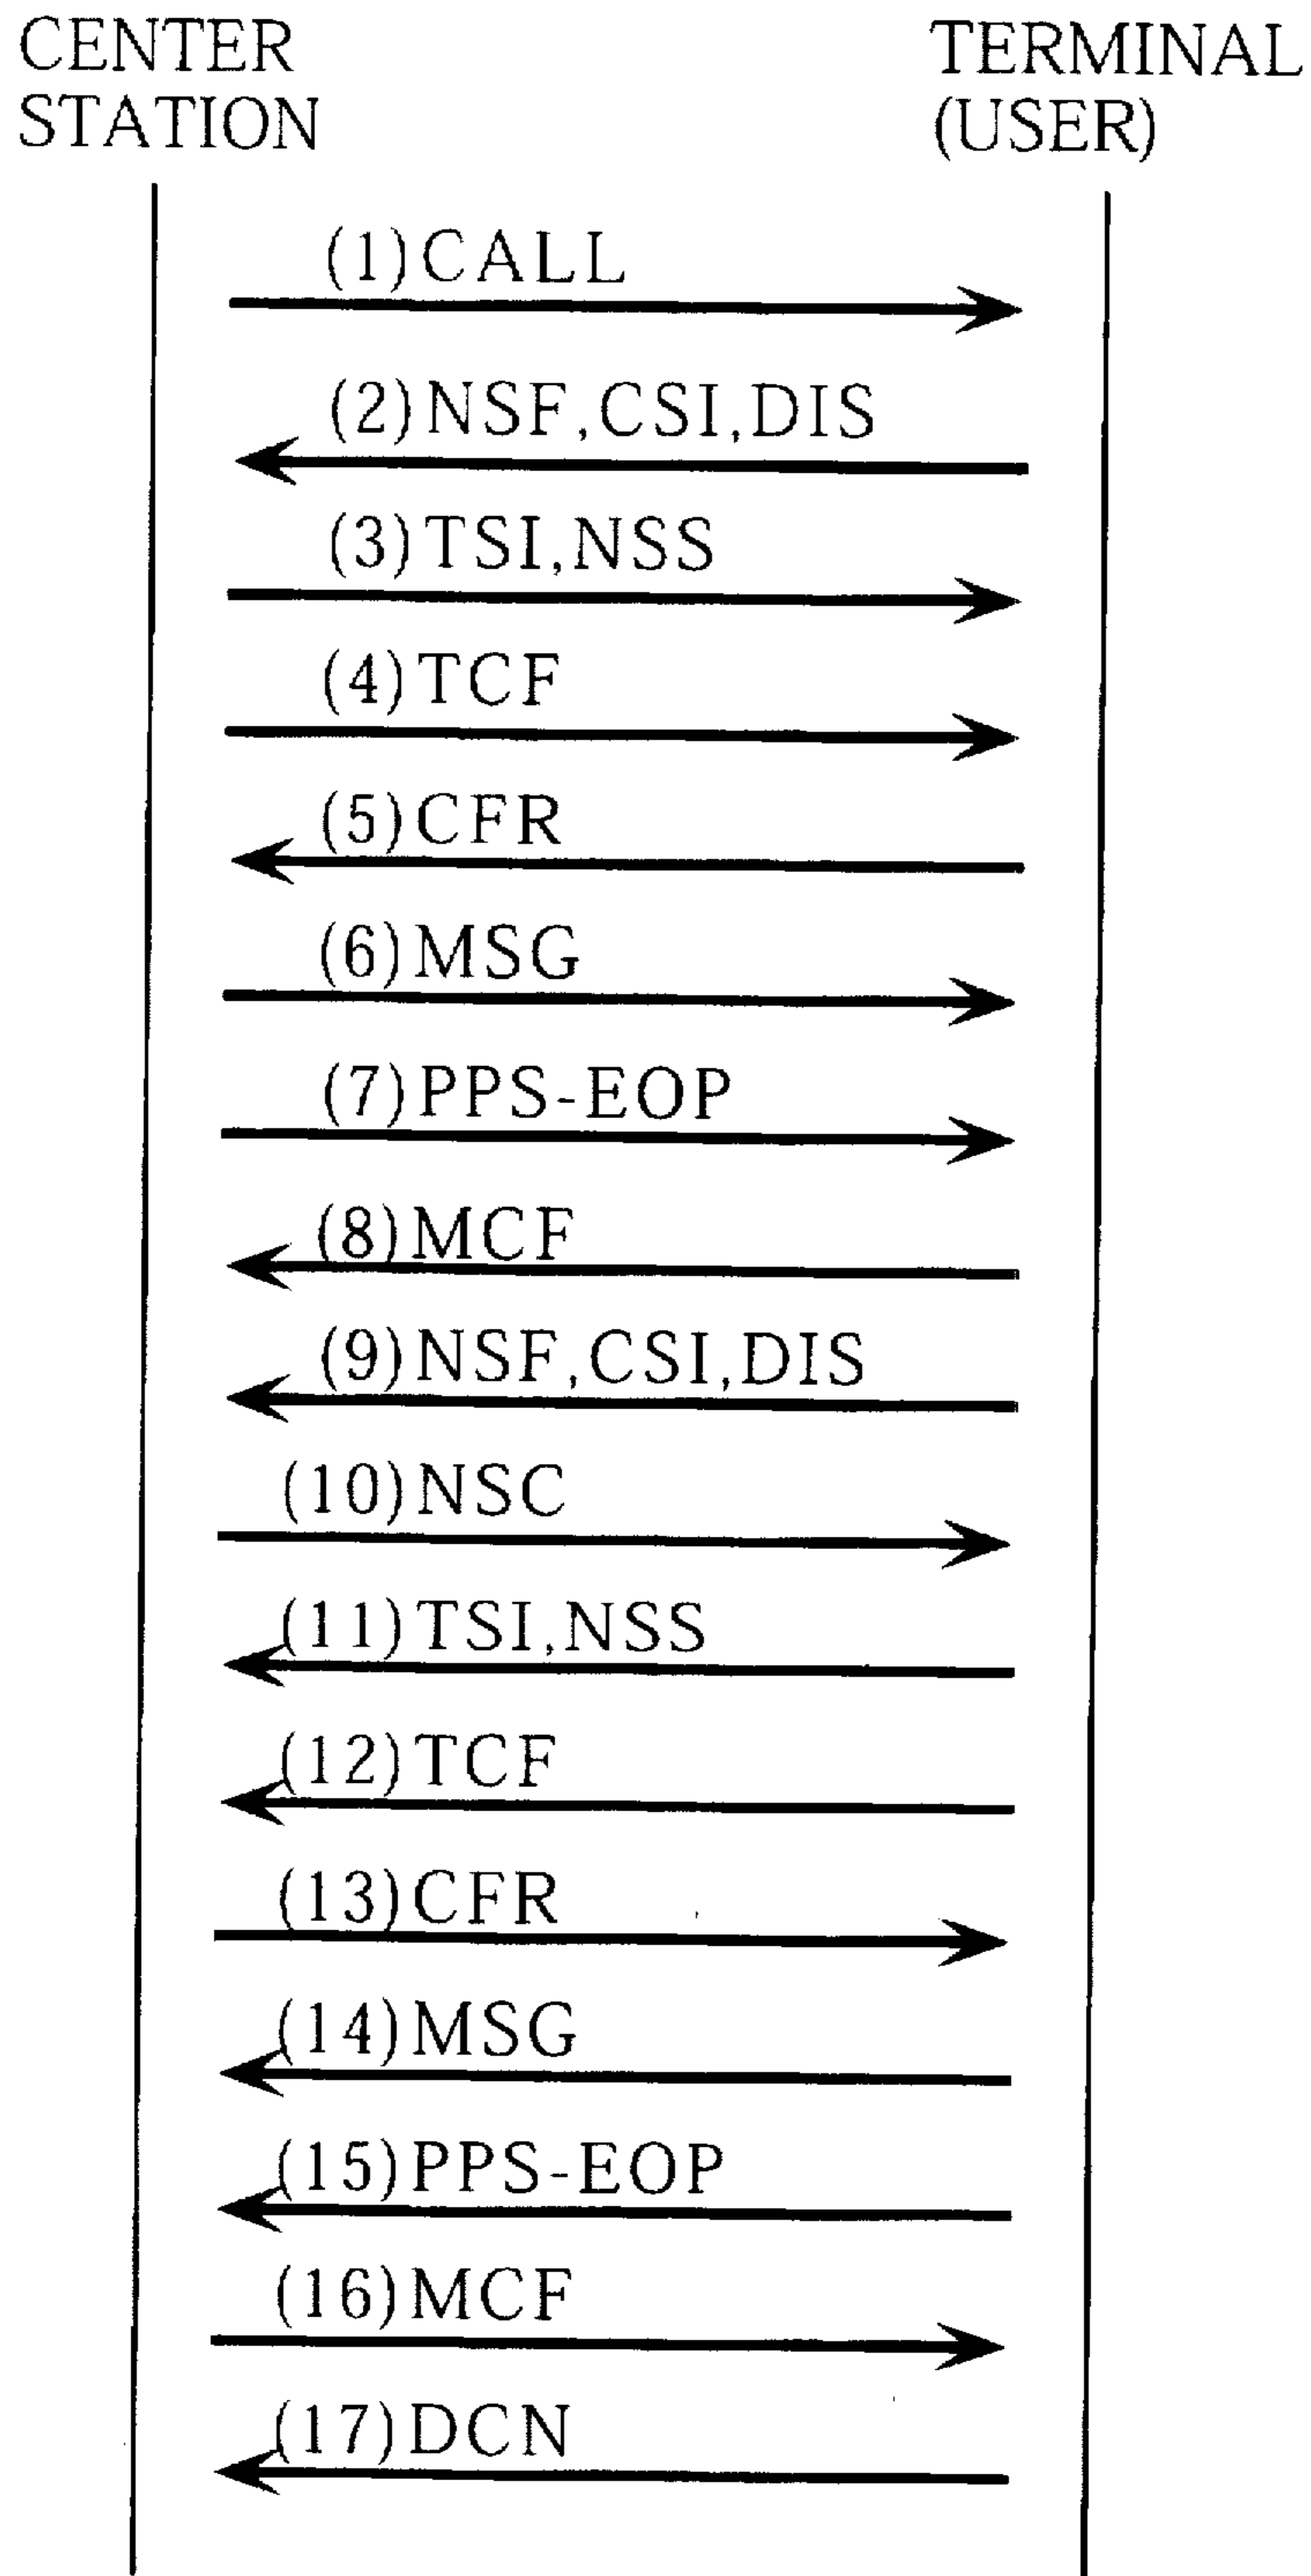 CENTER
STATION
TERMINAL
(USER)
(1)CALL
(2)NSF,CSI,DIS
(3)TSI,NSS
(4)TCF
(5)CFR
(6)MSG
(7)PPS-EOP
(8)MCF
(9)NSF,CSI,DIS
(10)NSC
(11)TSI,NSS
(12)TCF
(13)CFR
(14)MSG
(15)PPS-EOP
(16)MCF
(17)DCN